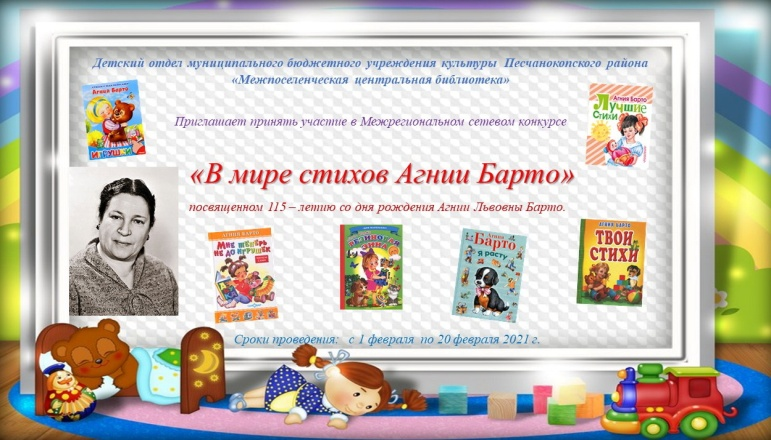 Детский отдел муниципального бюджетного учреждения культуры Песчанокопского района
«Межпоселенческая центральная библиотека»
Агния Барто
ИГРУШКИ
Агния Барто
Лучшие
стихи
Приглашает принять участие в Межрегиональном сетевом конкурсе
«В мире стихов Агнии Барто»
посвященном 115 – летию со дня рождения Агнии Львовны Барто.
АГНИЯ БАРТО
МНЕ ТЕПЕРЬ
НЕ ДО ИГРУШЕК
РЕЗИНОВАЯ
ЗИНА
Агния
Барто
Я расту
АГНИЯ БАРТО
ТВОИ
СТИХИ
Сроки проведения: с 1 февраля по 20 февраля 2021 г.